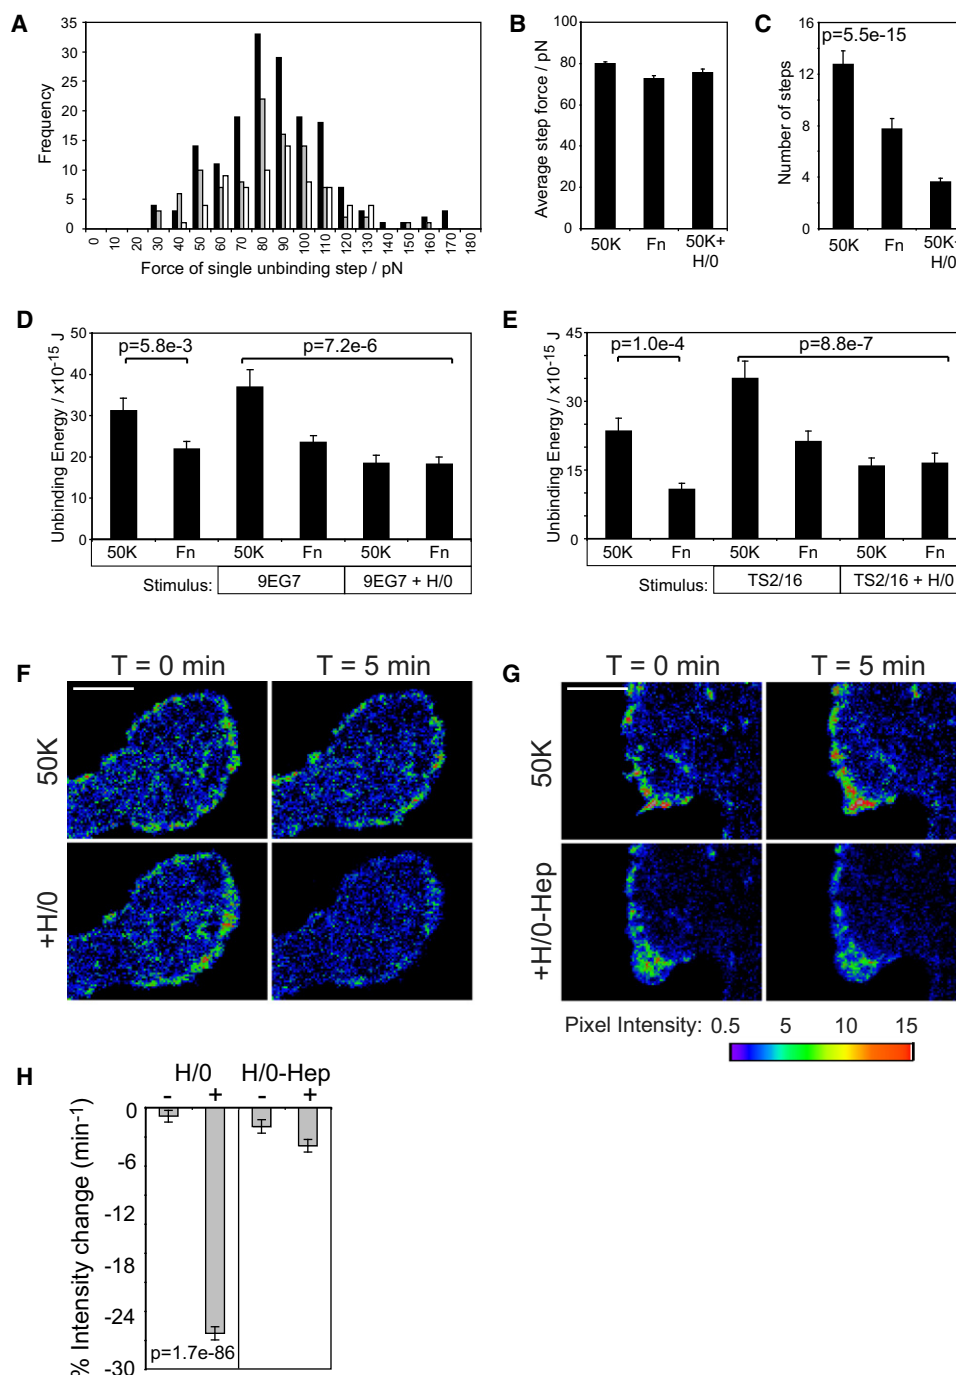 A
35
30
25
20
15
10
5
0
Frequency
0 10 20 30 40 50 60 70 80 90 100 110 120 130 140 150 160 170 180
Force of single unbinding step / pN
B
100
80
60
40
20
0
Average step force / pN
50K Fn 50K+ H/0
C
p=5.5e-15
16
12
8
4
0
Number of steps
50K Fn 50K+
H/0
D
50
40
30
20
10
0
Unbinding Energy / x10⁻¹⁵ J
p=5.8e-3
p=7.2e-6
50K Fn 50K Fn 50K Fn
Stimulus: 9EG7 9EG7 + H/0
E
45
30
15
0
Unbinding Energy / x10⁻¹⁵ J
p=1.0e-4
p=8.8e-7
50K Fn 50K Fn 50K Fn
Stimulus: TS2/16 TS2/16 + H/0
F
T = 0 min T = 5 min
50K
+H/0
G
T = 0 min T = 5 min
50K
+H/0-Hep
Pixel Intensity: 0.5 5 10 15
H
H/0 H/0-Hep
- + - +
0
-6
-12
-18
-24
-30
% Intensity change (min⁻¹)
p=1.7e-86